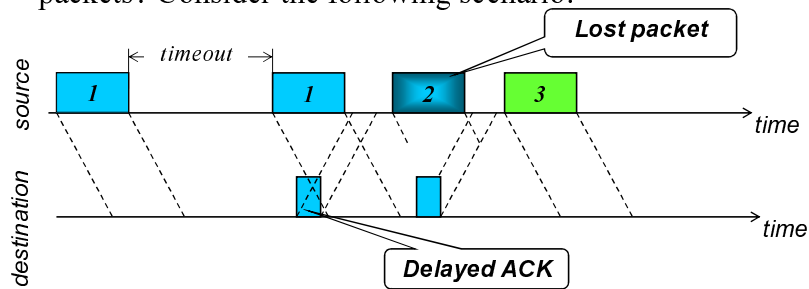 packets? Consider the following scenario:
Lost packet
timeout
source
1
1
2
3
time
destination
time
Delayed ACK